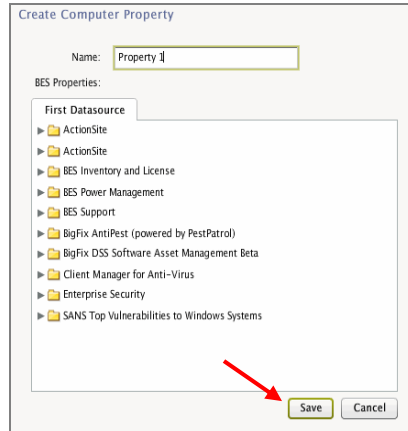 Create Computer Property
Name: Property 1
BES Properties:
First Datasource
ActionSite
ActionSite
BES Inventory and License
BES Power Management
BES Support
BigFix AntiPest (powered by PestPatrol)
BigFix DSS Software Asset Management Beta
Client Manager for Anti-Virus
Enterprise Security
SANS Top Vulnerabilities to Windows Systems
Save Cancel